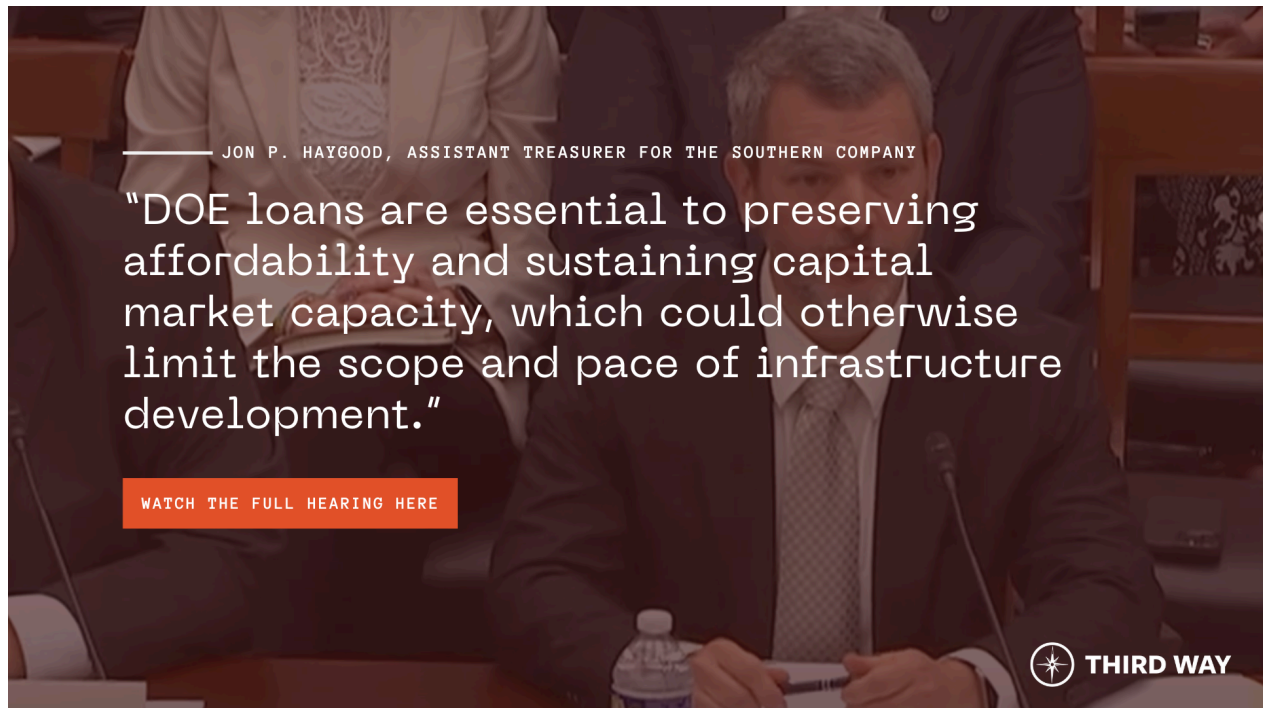 JON P. HAYGOOD, ASSISTANT TREASURER FOR THE SOUTHERN COMPANY
"DOE loans are essential to preserving
affordability and sustaining capital
market capacity, which could otherwise
limit the scope and pace of infrastructure
development."
WATCH THE FULL HEARING HERE
THIRD WAY